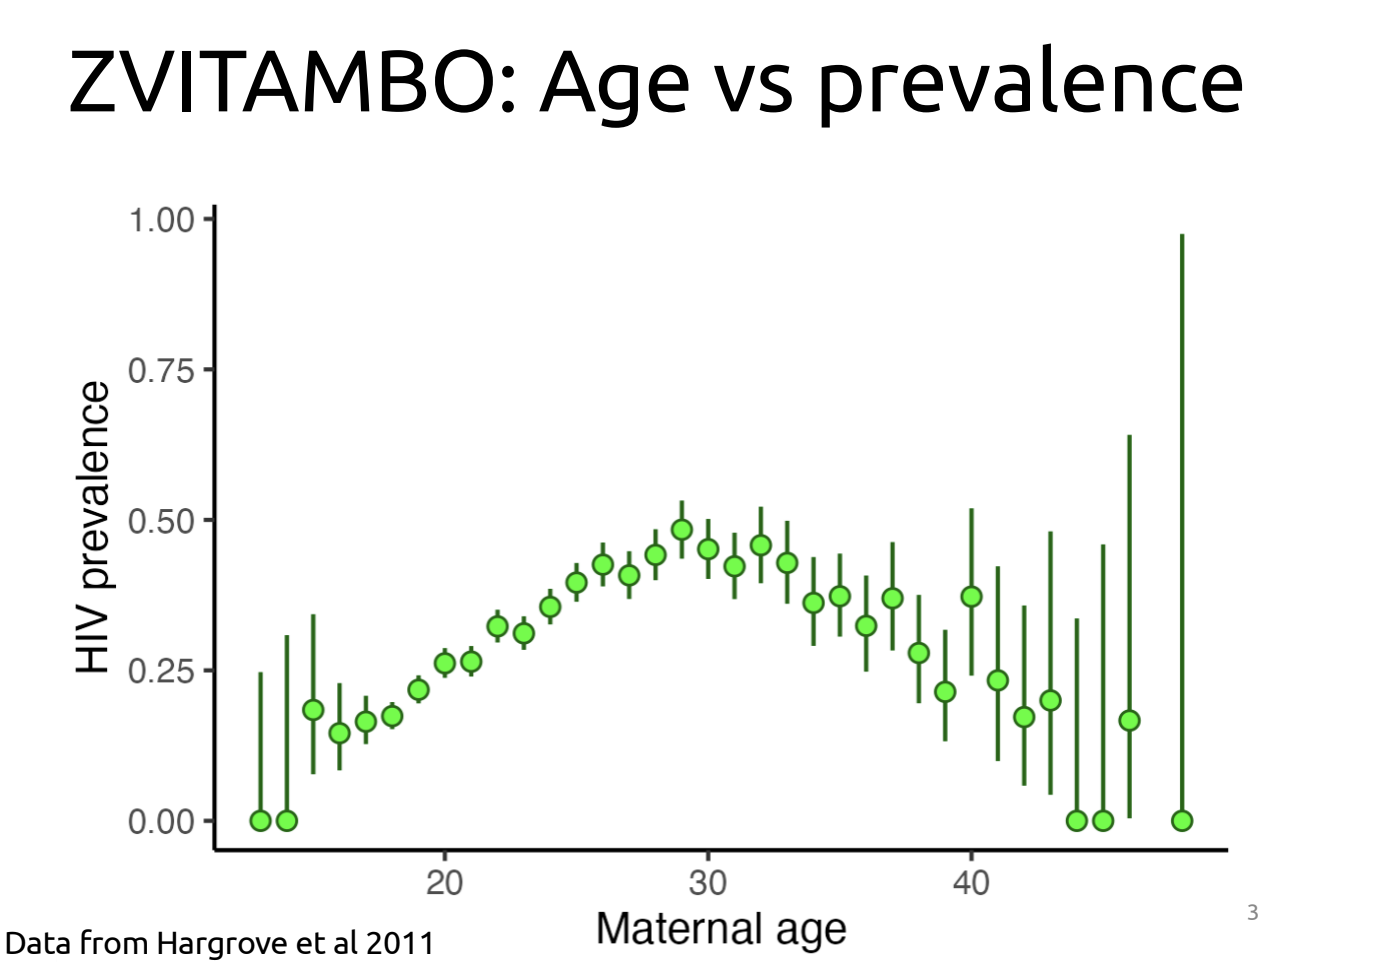 ZVITAMBO: Age vs prevalence
1.00
0.75
0.50
0.25
0.00
HIV prevalence
20 30 40
Maternal age
3
Data from Hargrove et al 2011